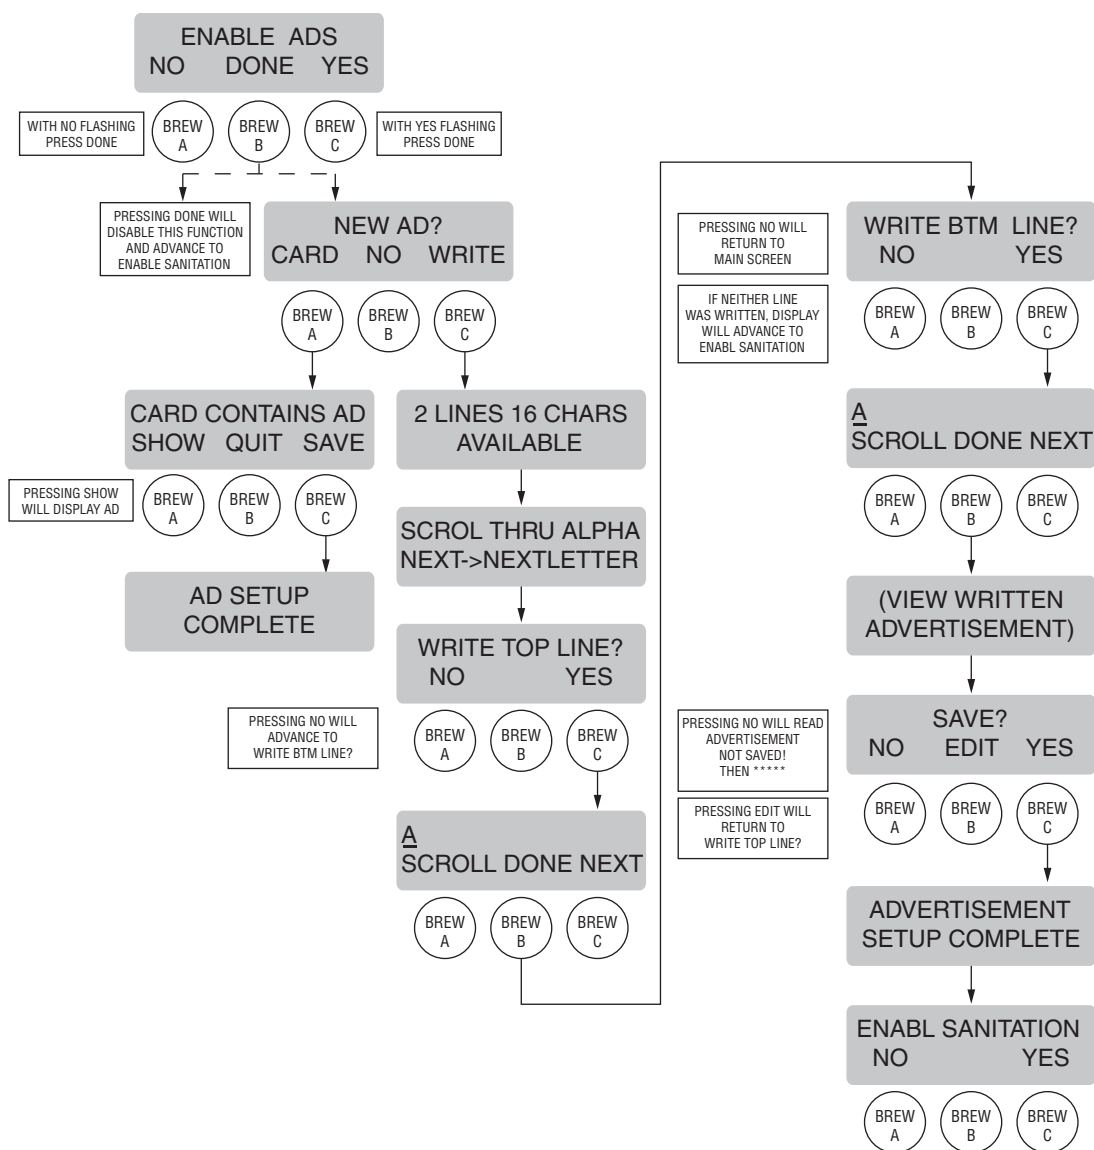 ENABLE ADS
NO DONE YES
WITH NO FLASHING
PRESS DONE
BREW
A
BREW
B
BREW
C
WITH YES FLASHING
PRESS DONE
PRESSING DONE WILL
DISABLE THIS FUNCTION
AND ADVANCE TO
ENABLE SANITATION
NEW AD?
CARD NO WRITE
BREW
A
BREW
B
BREW
C
CARD CONTAINS AD
SHOW QUIT SAVE
PRESSING SHOW
WILL DISPLAY AD
BREW
A
BREW
B
BREW
C
AD SETUP
COMPLETE
2 LINES 16 CHARS
AVAILABLE
SCROL THRU ALPHA
NEXT->NEXTLETTER
WRITE TOP LINE?
NO YES
PRESSING NO WILL
ADVANCE TO
WRITE BTM LINE?
BREW
A
BREW
B
BREW
C
A
SCROLL DONE NEXT
BREW
A
BREW
B
BREW
C
WRITE BTM LINE?
NO YES
PRESSING NO WILL
RETURN TO
MAIN SCREEN
IF NEITHER LINE
WAS WRITTEN, DISPLAY
WILL ADVANCE TO
ENABL SANITATION
BREW
A
BREW
B
BREW
C
A
SCROLL DONE NEXT
BREW
A
BREW
B
BREW
C
(VIEW WRITTEN
ADVERTISEMENT)
SAVE?
NO EDIT YES
PRESSING NO WILL READ
ADVERTISEMENT
NOT SAVED!
THEN *****
PRESSING EDIT WILL
RETURN TO
WRITE TOP LINE?
BREW
A
BREW
B
BREW
C
ADVERTISEMENT
SETUP COMPLETE
ENABL SANITATION
NO YES
BREW
A
BREW
B
BREW
C